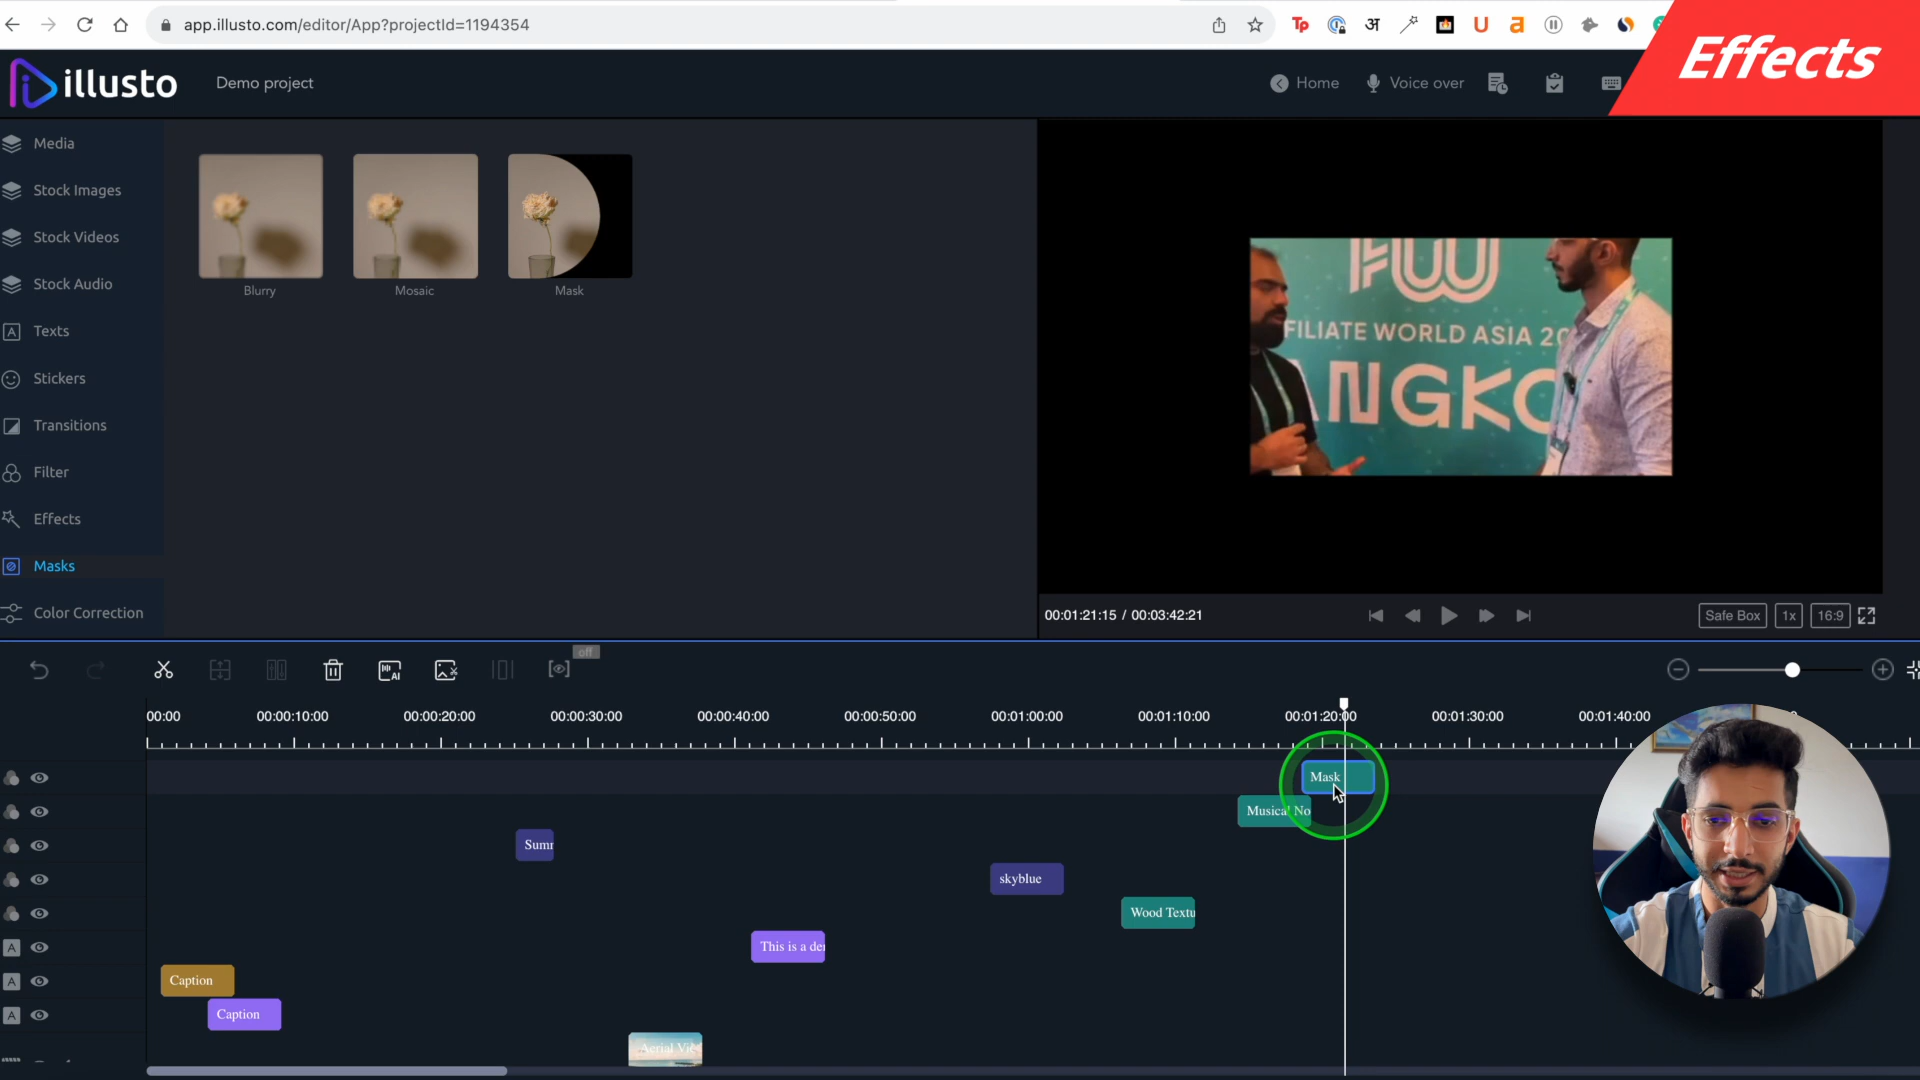 app.illusto.com/editor/App?projectId=1194354
Effects
illusto
Demo project
Home
Voice over
Media
Stock Images
Stock Videos
Stock Audio
Texts
Stickers
Transitions
Filter
Effects
Masks
Color Correction
Blurry
Mosaic
Mask
FILIATE WORLD ASIA 20
ANGKO
00:01:21:15 / 00:03:42:21
Safe Box
1x
16:9
off
AI
00:00
00:00:10:00
00:00:20:00
00:00:30:00
00:00:40:00
00:00:50:00
00:01:00:00
00:01:10:00
00:01:20:00
00:01:30:00
00:01:40:00
Mask
Musical No
Sum
skyblue
Wood Textu
This is a de
Caption
Caption
Aerial Vie